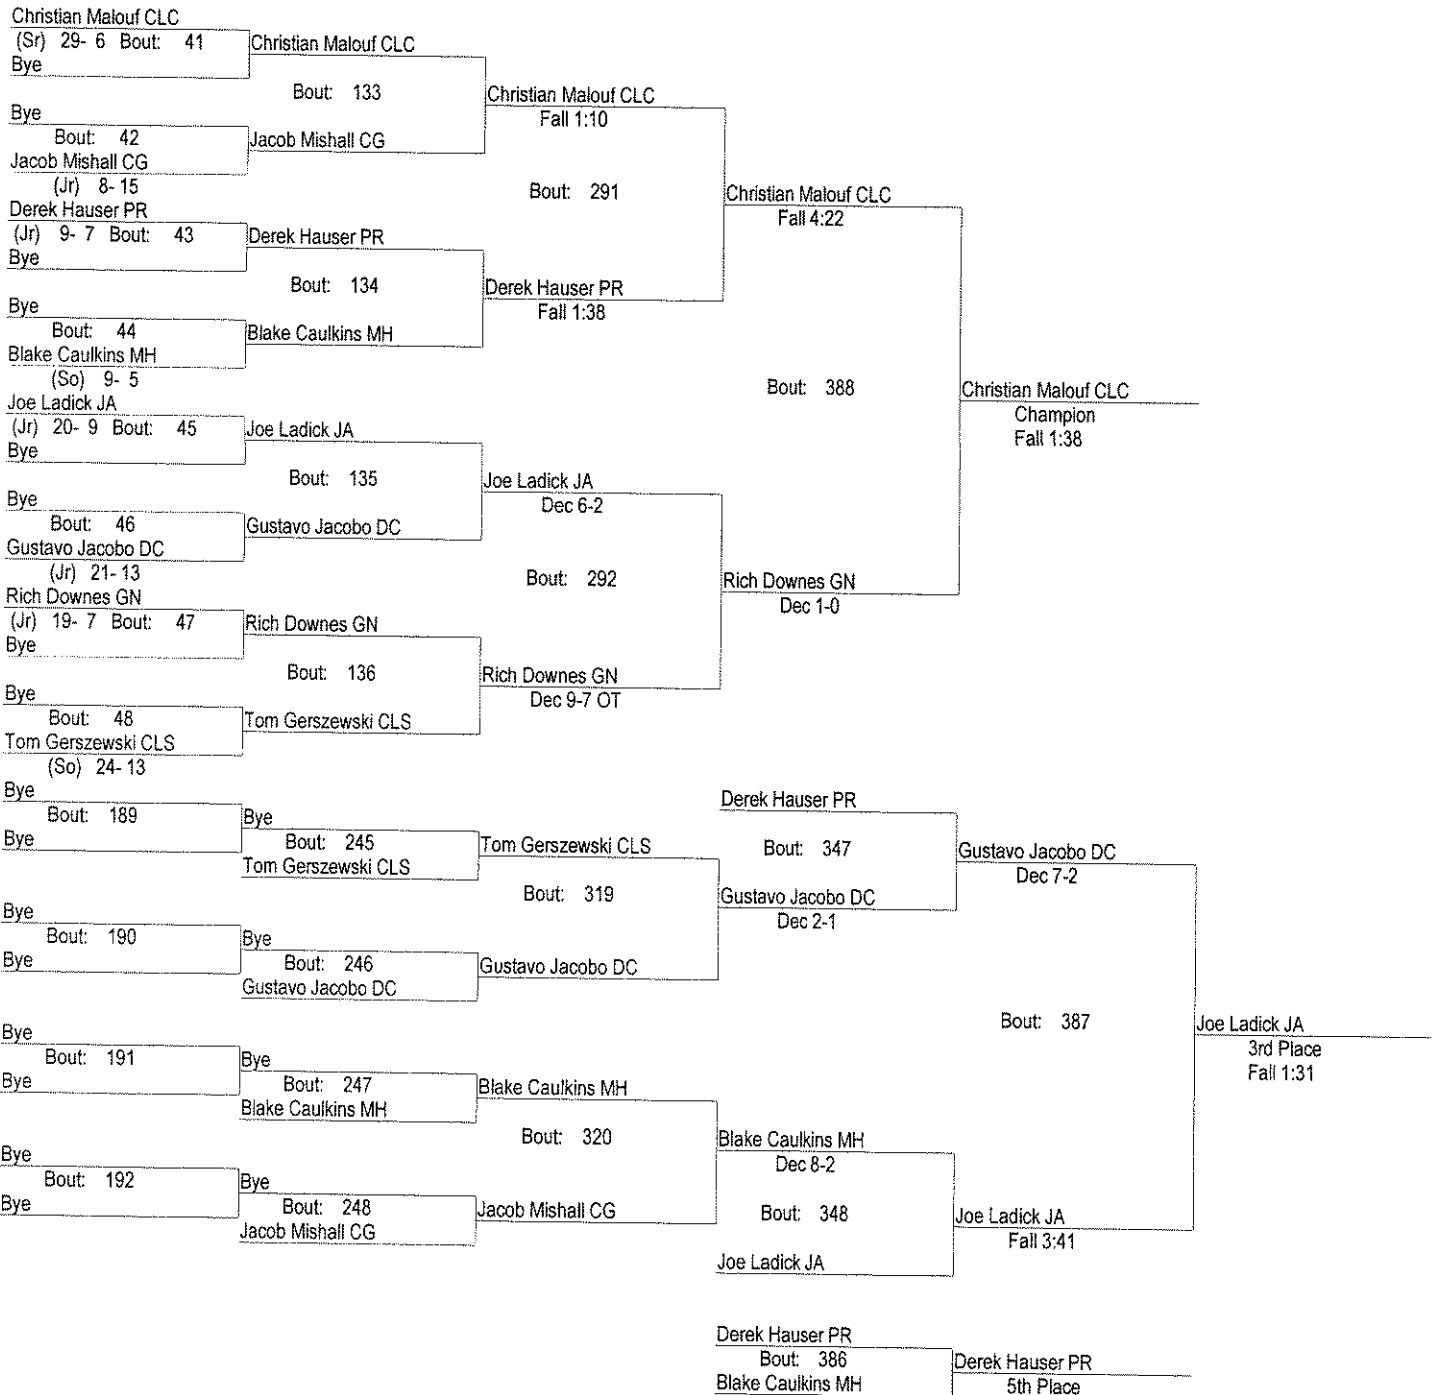 Christian Malouf CLC
(Sr) 29- 6 Bout: 41
Bye
Christian Malouf CLC
Bout: 133
Bye
Bout: 42
Jacob Mishall CG
(Jr) 8- 15
Jacob Mishall CG
Christian Malouf CLC
Fall 1:10
Bout: 291
Derek Hauser PR
(Jr) 9- 7 Bout: 43
Bye
Derek Hauser PR
Bout: 134
Bye
Bout: 44
Blake Caulkins MH
(So) 9- 5
Blake Caulkins MH
Derek Hauser PR
Fall 1:38
Christian Malouf CLC
Fall 4:22
Bout: 388
Joe Ladick JA
(Jr) 20- 9 Bout: 45
Bye
Joe Ladick JA
Bout: 135
Bye
Bout: 46
Gustavo Jacobo DC
(Jr) 21- 13
Gustavo Jacobo DC
Joe Ladick JA
Dec 6-2
Bout: 292
Rich Downes GN
(Jr) 19- 7 Bout: 47
Bye
Rich Downes GN
Bout: 136
Bye
Bout: 48
Tom Gerszewski CLS
(So) 24- 13
Tom Gerszewski CLS
Rich Downes GN
Dec 9-7 OT
Rich Downes GN
Dec 1-0
Christian Malouf CLC
Champion
Fall 1:38
Bye
Bout: 189
Bye
Bye
Bout: 245
Tom Gerszewski CLS
Tom Gerszewski CLS
Bout: 319
Bye
Bout: 190
Bye
Bye
Bout: 246
Gustavo Jacobo DC
Gustavo Jacobo DC
Derek Hauser PR
Bout: 347
Gustavo Jacobo DC
Dec 2-1
Gustavo Jacobo DC
Dec 7-2
Bout: 387
Bye
Bout: 191
Bye
Bye
Bout: 247
Blake Caulkins MH
Blake Caulkins MH
Bout: 320
Bye
Bout: 192
Bye
Bye
Bout: 248
Jacob Mishall CG
Jacob Mishall CG
Blake Caulkins MH
Dec 8-2
Bout: 348
Joe Ladick JA
Joe Ladick JA
Fall 3:41
Joe Ladick JA
3rd Place
Fall 1:31
Derek Hauser PR
Bout: 386
Blake Caulkins MH
Derek Hauser PR
5th Place